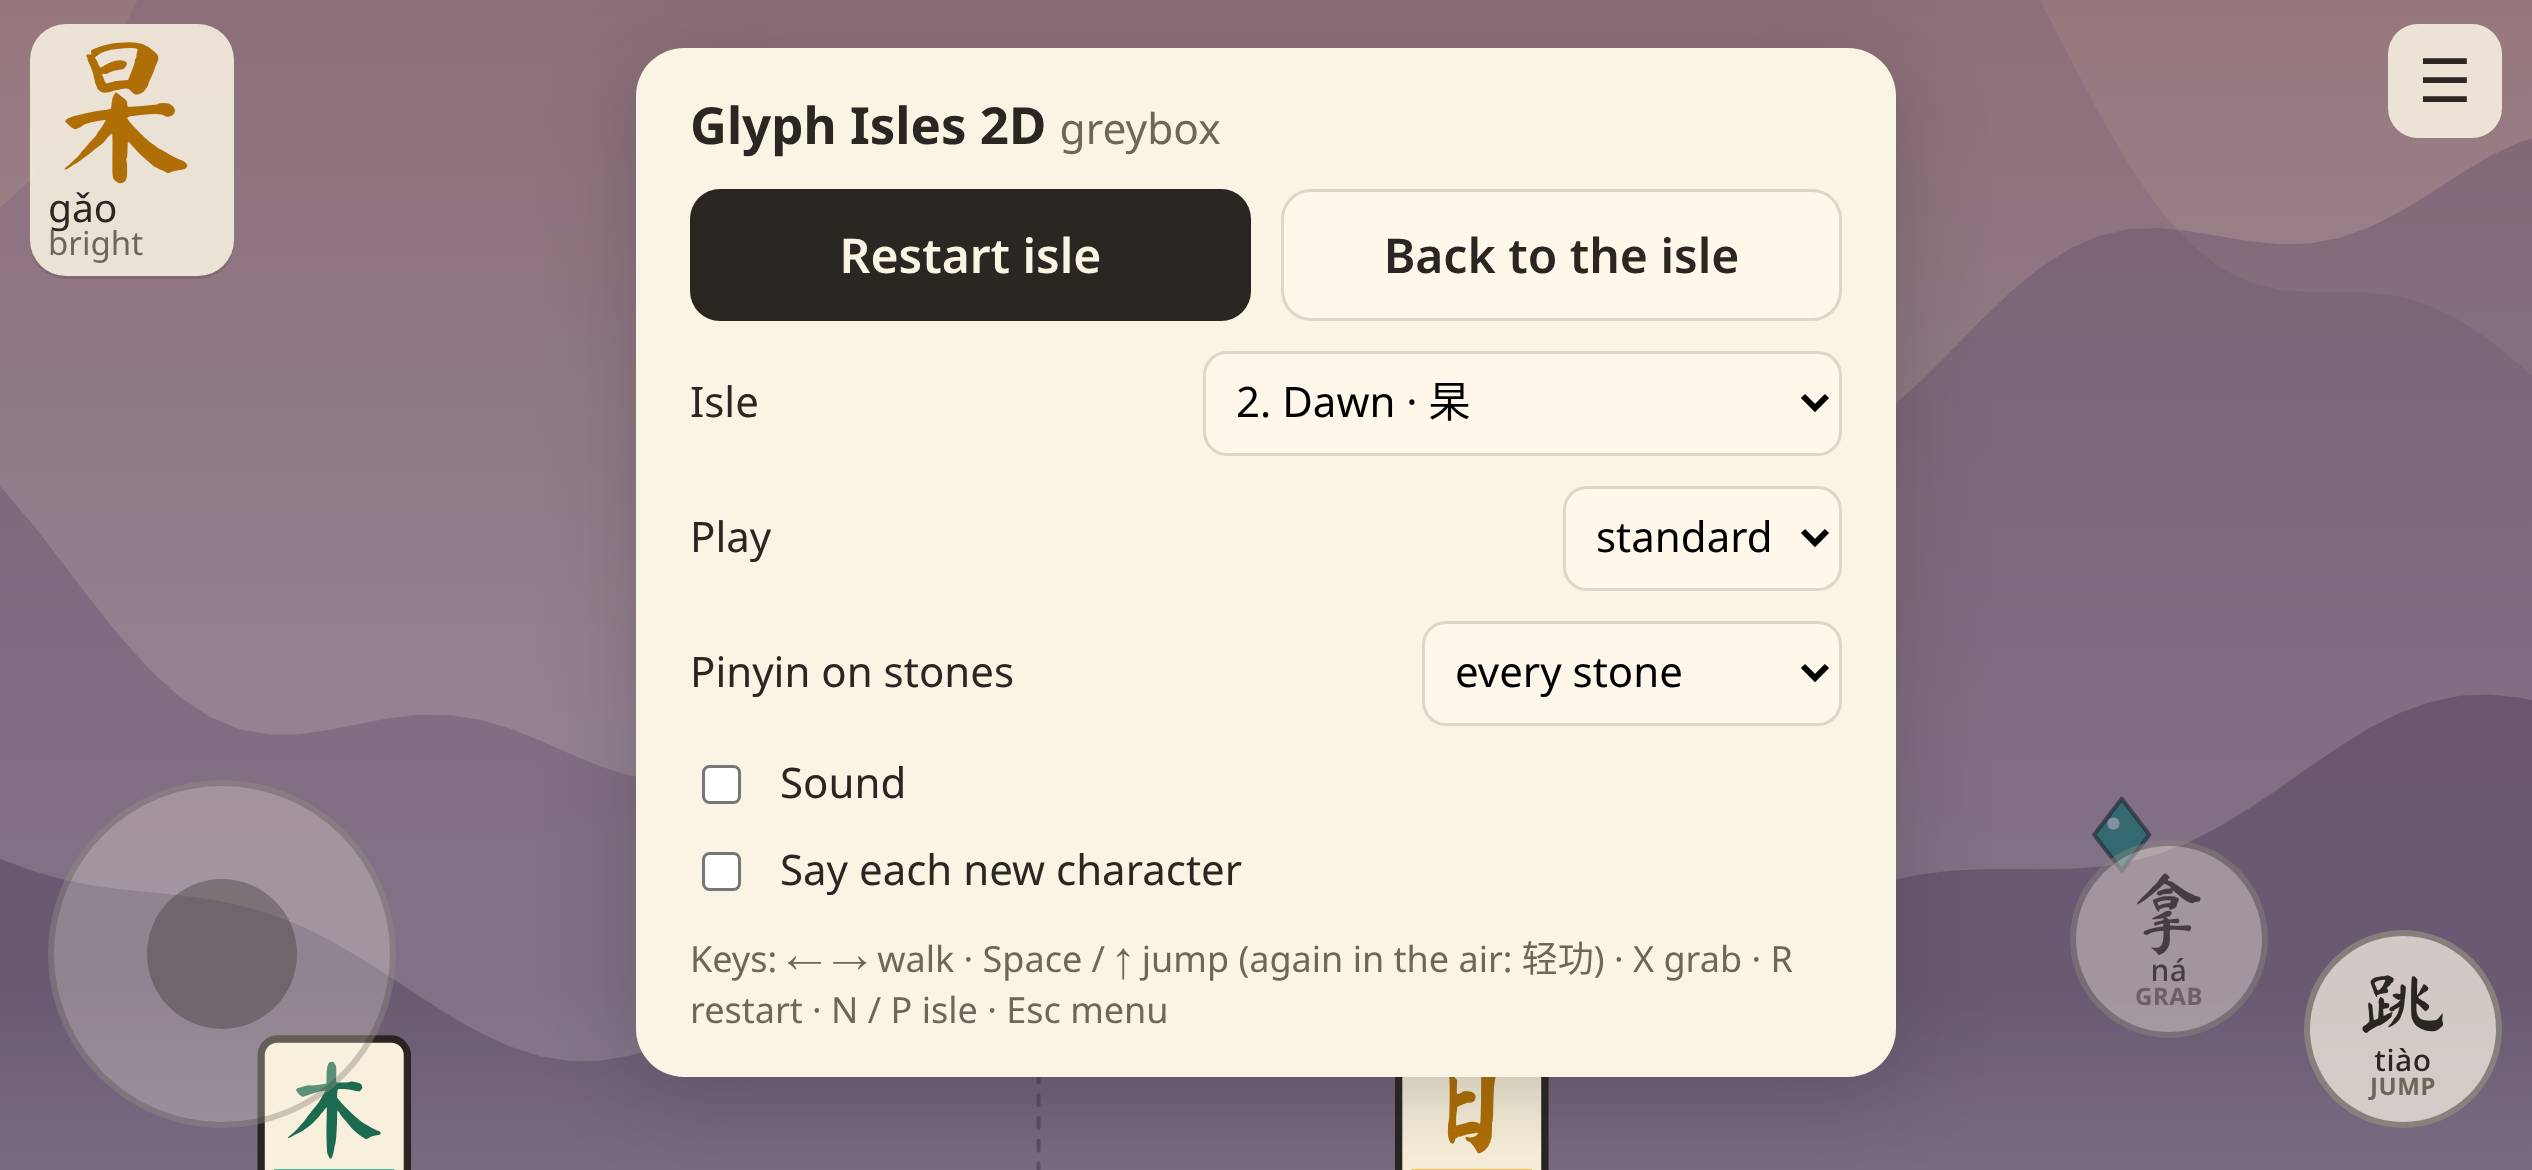 杲
gǎo
bright
☰
Glyph Isles 2D greybox
Restart isle
Back to the isle
Isle
2. Dawn · 杲
Play
standard
Pinyin on stones
every stone
Sound
Say each new character
Keys: ← → walk · Space / ↑ jump (again in the air: 轻功) · X grab · R
restart · N / P isle · Esc menu
拿
ná
GRAB
跳
tiào
JUMP
木
日